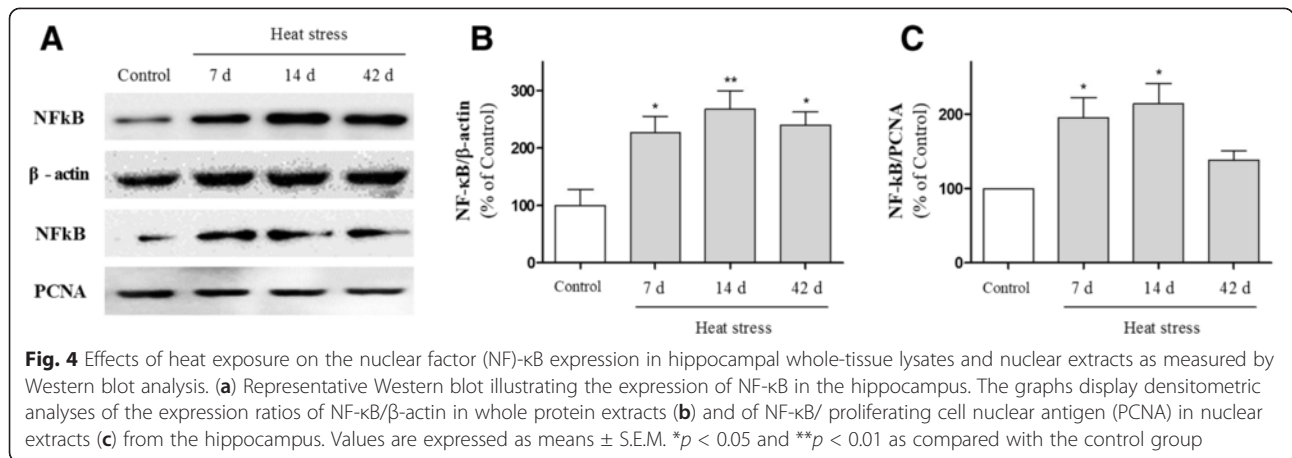 A
Heat stress
Control 7 d 14 d 42 d
NFkB
β - actin
NFkB
PCNA
B
NF-κB/β-actin
(% of Control)
300
200
100
0
*
**
*
Control 7 d 14 d 42 d
Heat stress
C
NF-kB/PCNA
(% of Control)
200
100
0
*
*
Control 7 d 14 d 42 d
Heat stress
Fig. 4 Effects of heat exposure on the nuclear factor (NF)-κB expression in hippocampal whole-tissue lysates and nuclear extracts as measured by
Western blot analysis. (a) Representative Western blot illustrating the expression of NF-κB in the hippocampus. The graphs display densitometric
analyses of the expression ratios of NF-κB/β-actin in whole protein extracts (b) and of NF-κB/ proliferating cell nuclear antigen (PCNA) in nuclear
extracts (c) from the hippocampus. Values are expressed as means ± S.E.M. *p < 0.05 and **p < 0.01 as compared with the control group